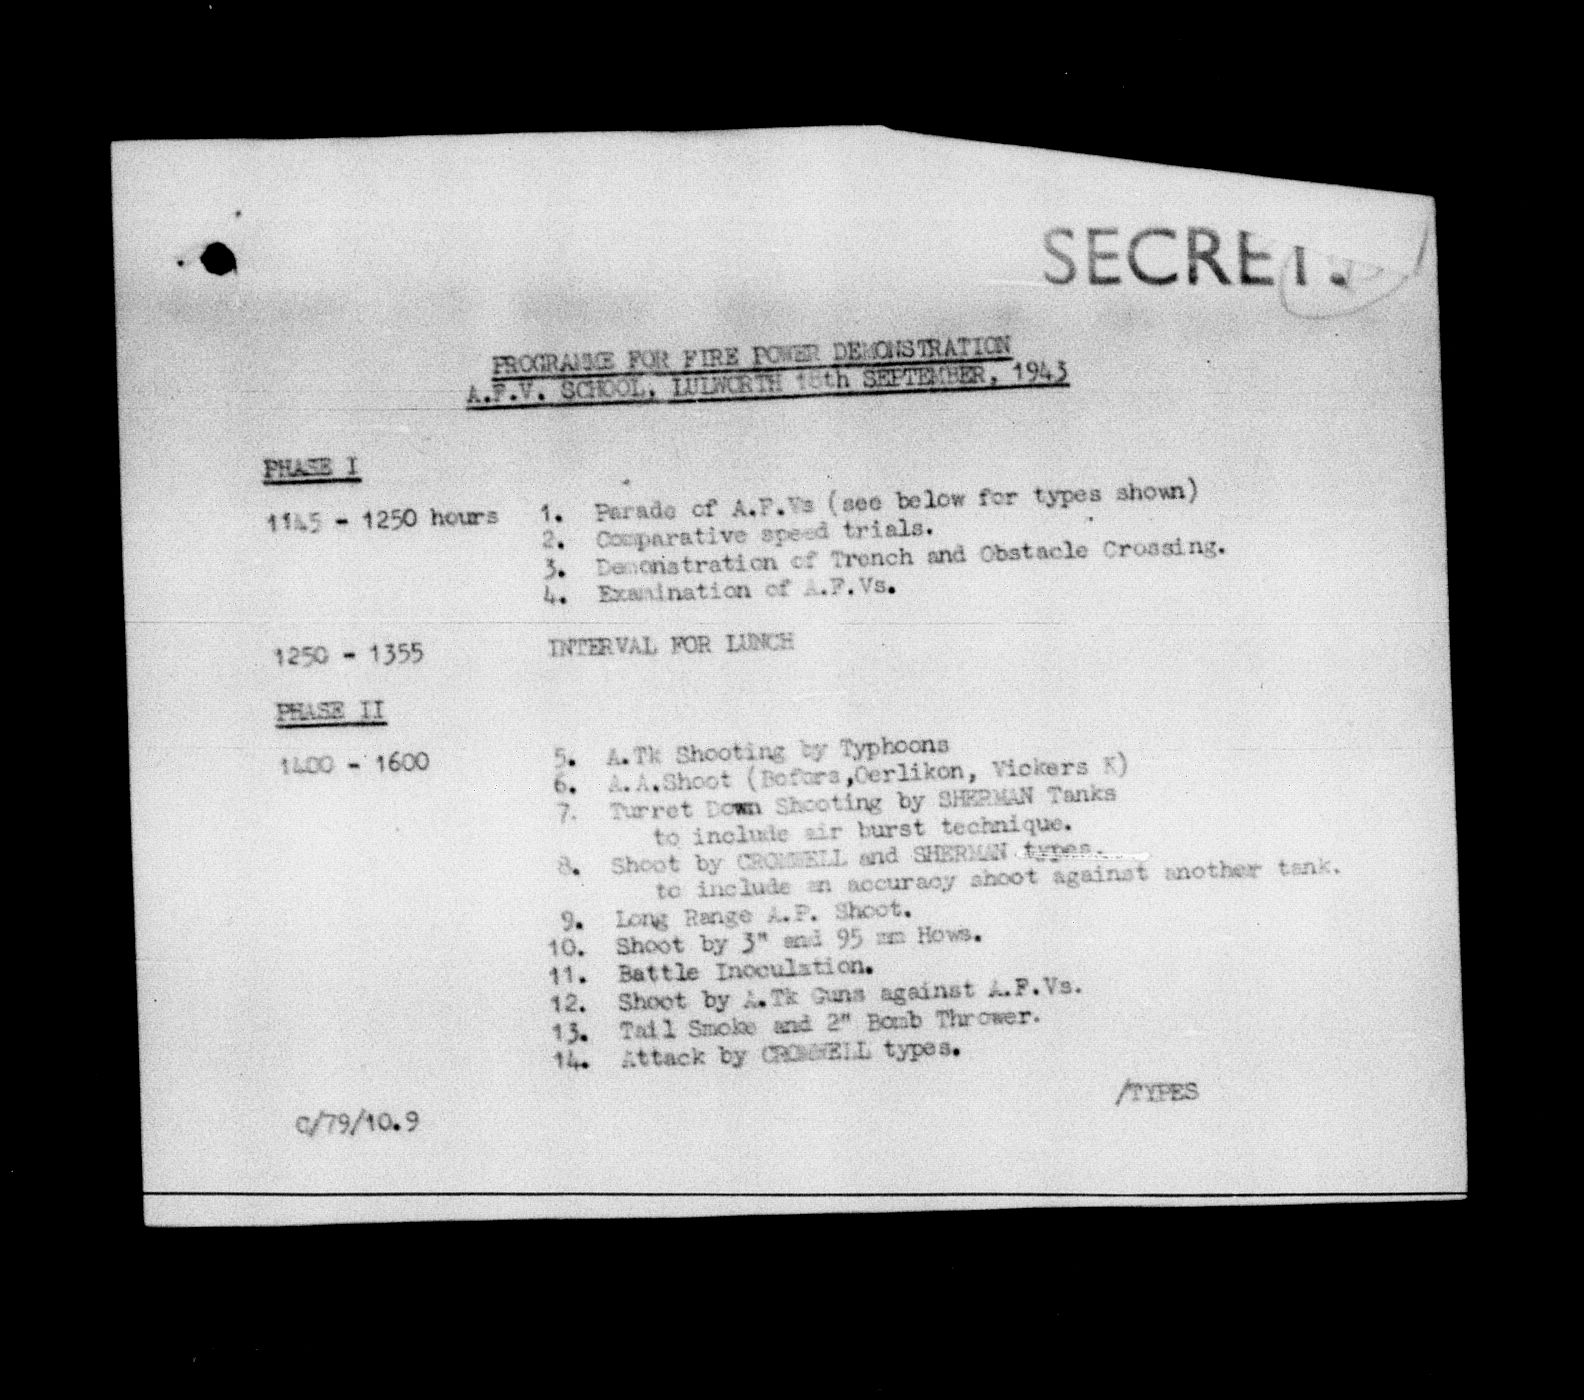 SECRET.
PROGRAMME FOR FIRE POWER DEMONSTRATION
A.F.V. SCHOOL, LULWORTH 18th SEPTEMBER, 1943
PHASE I
1145 - 1250 hours 1. Parade of A.F.Vs (see below for types shown)
2. Comparative speed trials.
3. Demonstration of Trench and Obstacle Crossing.
4. Examination of A.F.Vs.
1250 - 1355 INTERVAL FOR LUNCH
PHASE II
1400 - 1600 5. A.Tk Shooting by Typhoons
6. A.A.Shoot (Bofors,Oerlikon, Vickers K)
7. Turret Down Shooting by SHERMAN Tanks
to include air burst technique.
8. Shoot by CROMWELL and SHERMAN types.
to include an accuracy shoot against another tank.
9. Long Range A.P. Shoot.
10. Shoot by 3" and 95 mm Hows.
11. Battle Inoculation.
12. Shoot by A.Tk Guns against A.F.Vs.
13. Tail Smoke and 2" Bomb Thrower.
14. Attack by CROMWELL types.
/TYPES
C/79/10.9